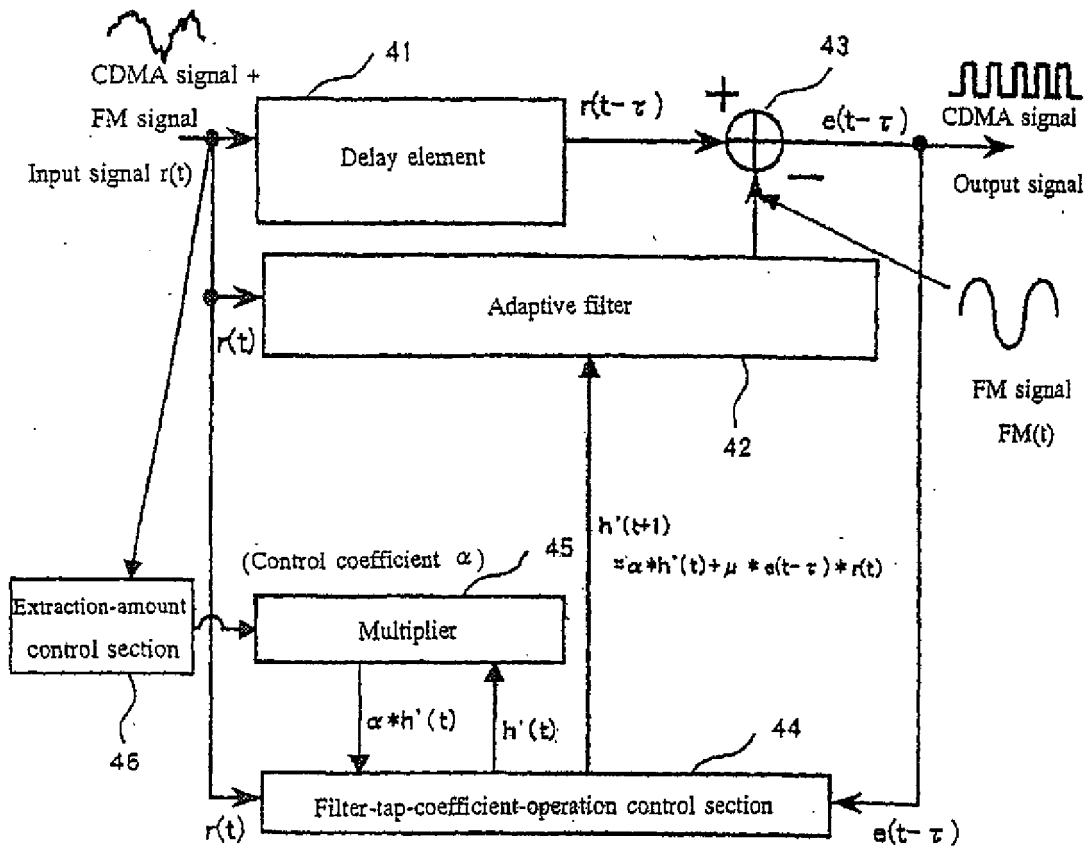 CDMA signal +
FM signal
Input signal r(t)
41
Delay element
r(t-τ)
+
43
e(t-τ)
CDMA signal
Output signal
−
r(t)
Adaptive filter
42
FM signal
FM(t)
h'(t+1)
=α*h'(t)+μ*e(t-τ)*r(t)
(Control coefficient α)
45
Extraction-amount
control section
46
Multiplier
α*h'(t)
h'(t)
44
r(t)
Filter-tap-coefficient-operation control section
e(t-τ)